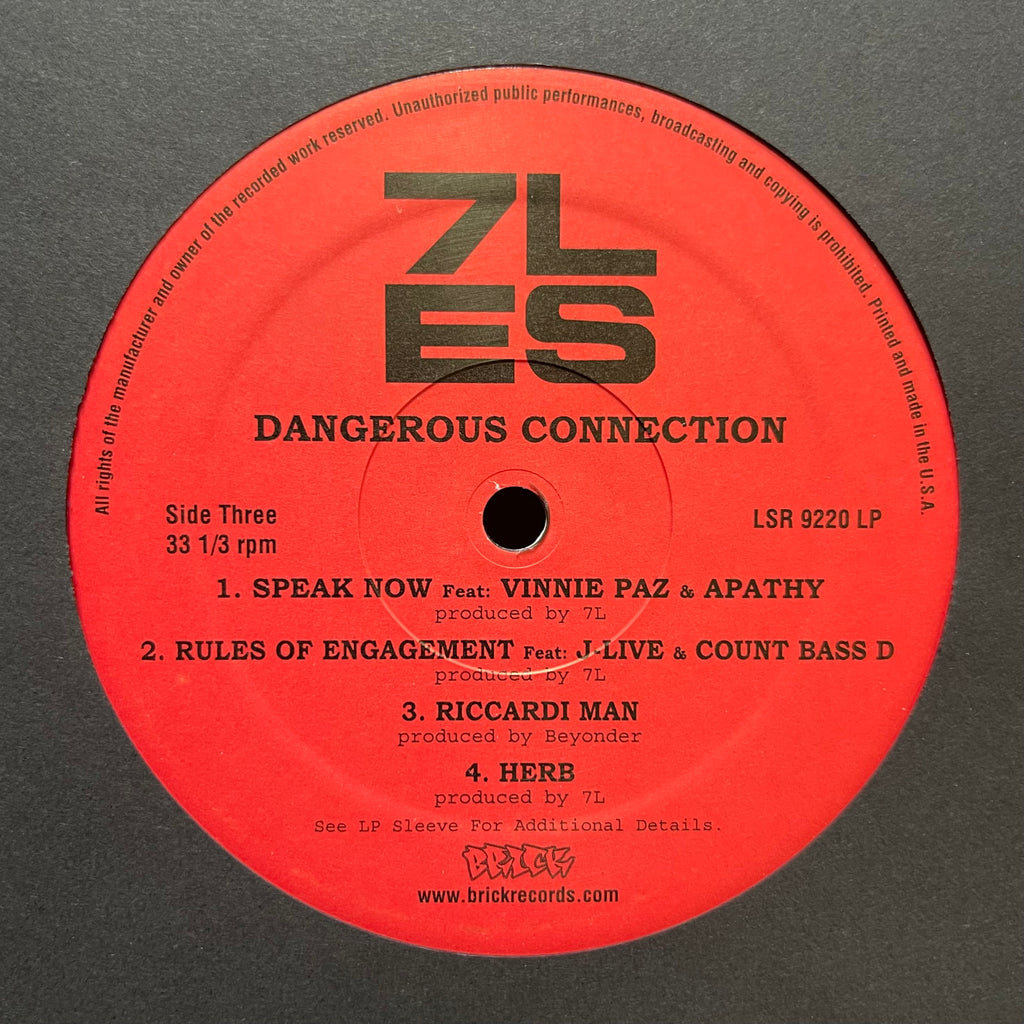 All rights of the manufacturer and owner of the recorded work reserved. Unauthorized public performances, broadcasting and copying is prohibited. Printed and made in the U.S.A.
7L
ES
DANGEROUS CONNECTION
Side Three
33 1/3 rpm
LSR 9220 LP
1. SPEAK NOW Feat: VINNIE PAZ & APATHY
produced by 7L
2. RULES OF ENGAGEMENT Feat: J-LIVE & COUNT BASS D
produced by 7L
3. RICCARDI MAN
produced by Beyonder
4. HERB
produced by 7L
See LP Sleeve For Additional Details.
BRICK
www.brickrecords.com